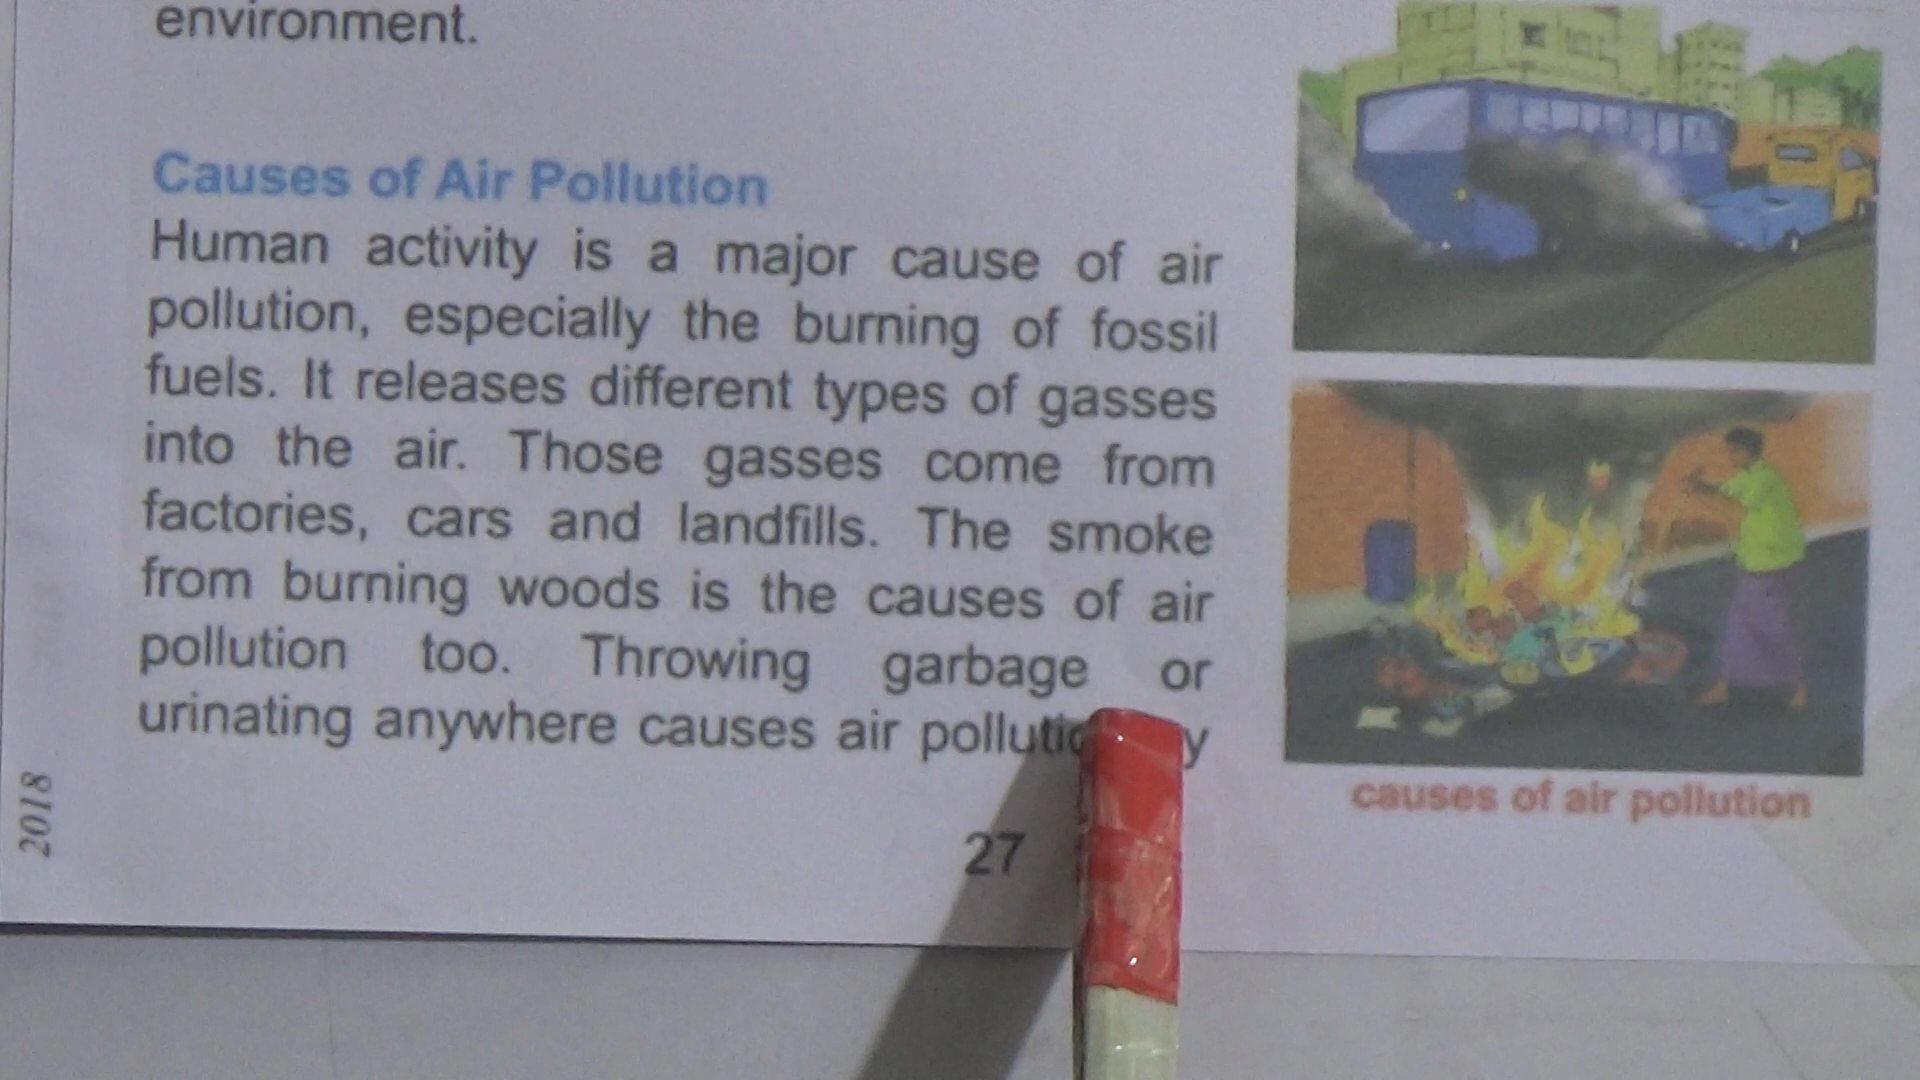 environment.
Causes of Air Pollution
Human activity is a major cause of air
pollution, especially the burning of fossil
fuels. It releases different types of gasses
into the air. Those gasses come from
factories, cars and landfills. The smoke
from burning woods is the causes of air
pollution too. Throwing garbage or
urinating anywhere causes air
causes of air pollution
27
2018